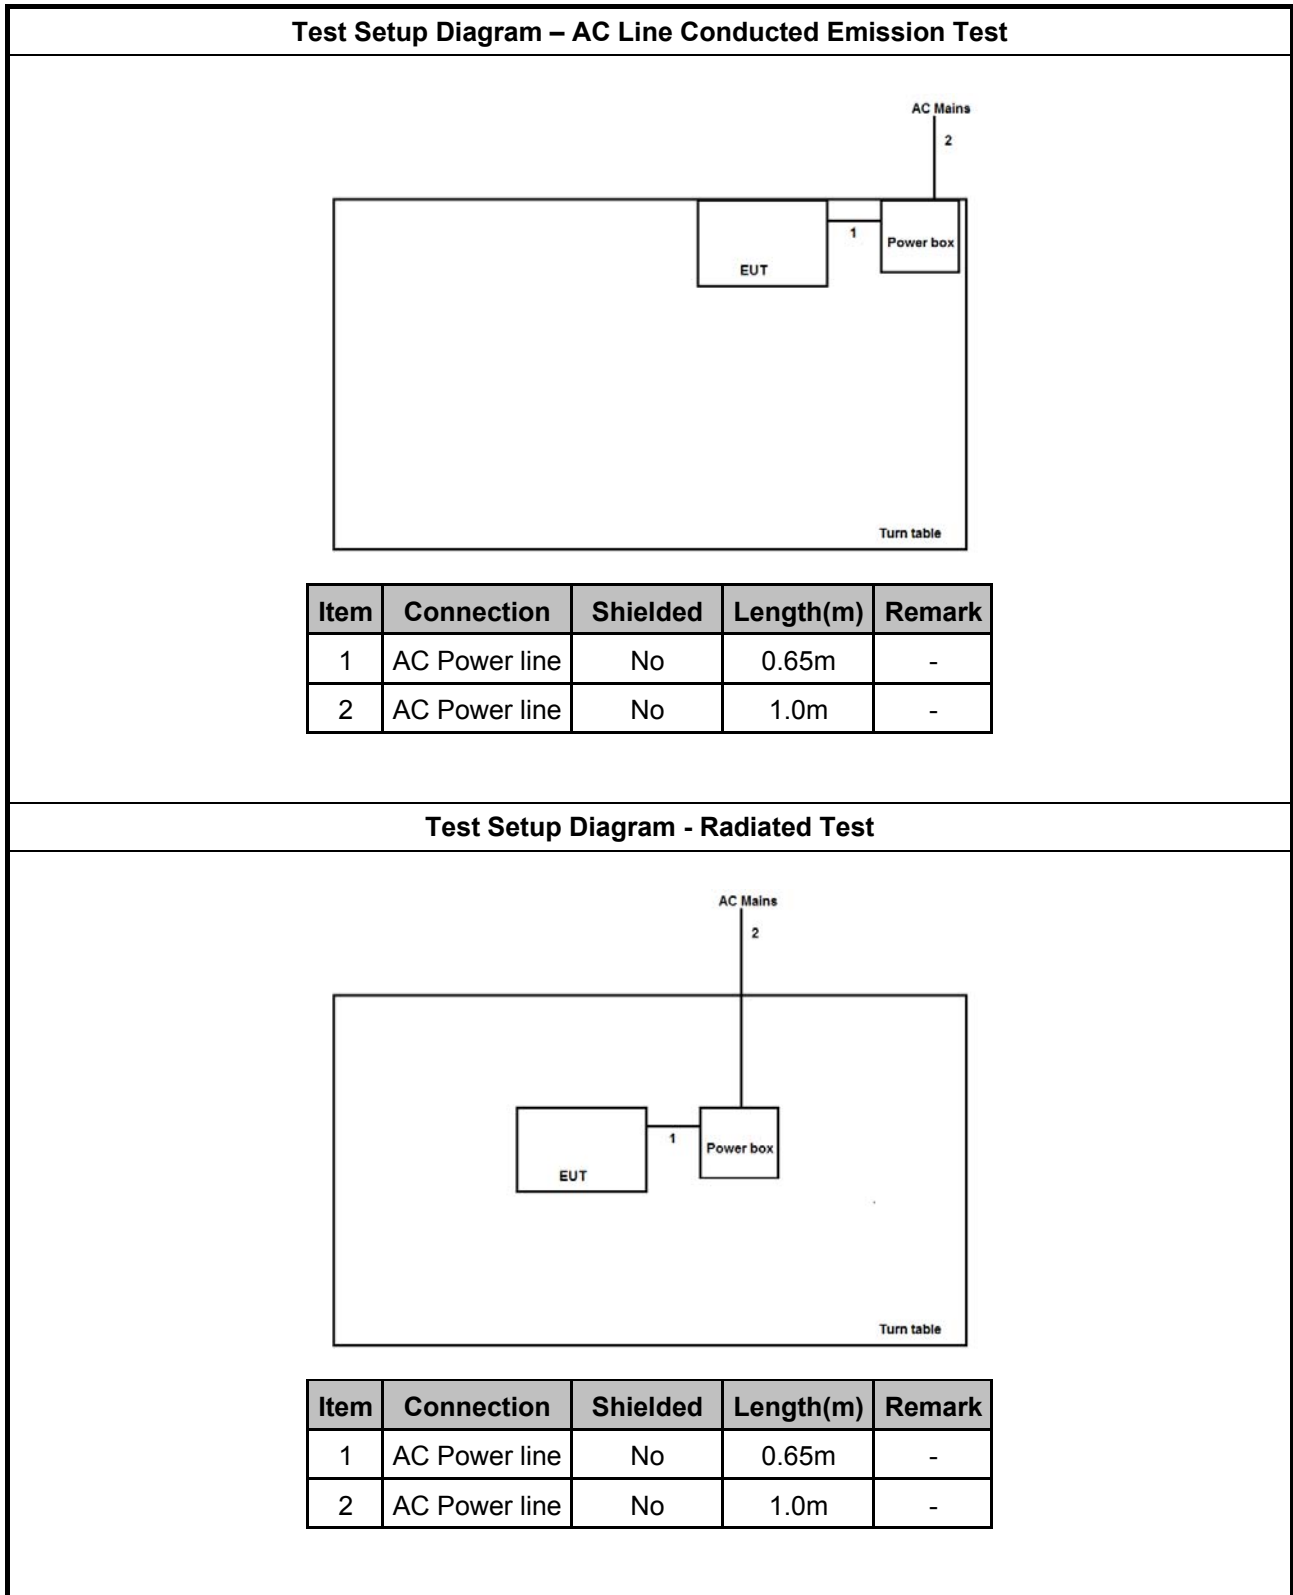 Test Setup Diagram – AC Line Conducted Emission Test
AC Mains
2
1
Power box
EUT
Turn table
Item Connection Shielded Length(m) Remark
1 AC Power line No 0.65m -
2 AC Power line No 1.0m -
Test Setup Diagram - Radiated Test
AC Mains
2
1
Power box
EUT
Turn table
Item Connection Shielded Length(m) Remark
1 AC Power line No 0.65m -
2 AC Power line No 1.0m -